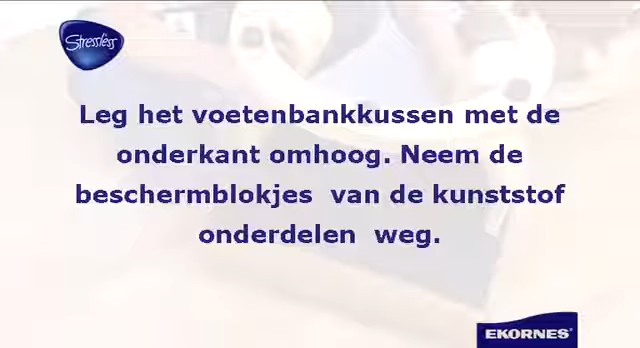 Stressless
Leg het voetenbankkussen met de
onderkant omhoog. Neem de
beschermblokjes van de kunststof
onderdelen weg.
EKORNES®